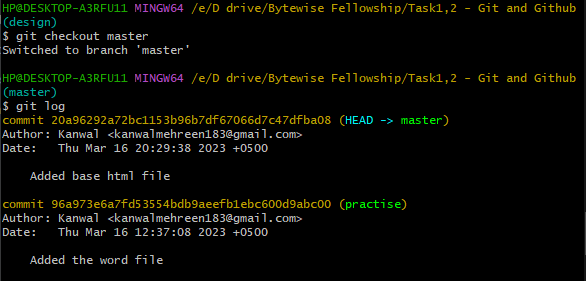 HP@DESKTOP-A3RFU11 MINGW64 /e/D drive/Bytewise Fellowship/Task1,2 - Git and Github
(design)
$ git checkout master
Switched to branch 'master'
HP@DESKTOP-A3RFU11 MINGW64 /e/D drive/Bytewise Fellowship/Task1,2 - Git and Github
(master)
$ git log
commit 20a96292a72bc1153b96b7df67066d7c47dfba08 (HEAD -> master)
Author: Kanwal <kanwalmehreen183@gmail.com>
Date:   Thu Mar 16 20:29:38 2023 +0500
Added base html file
commit 96a973e6a7fd53554bdb9aeefb1ebc600d9abc00 (practise)
Author: Kanwal <kanwalmehreen183@gmail.com>
Date:   Thu Mar 16 12:37:08 2023 +0500
Added the word file